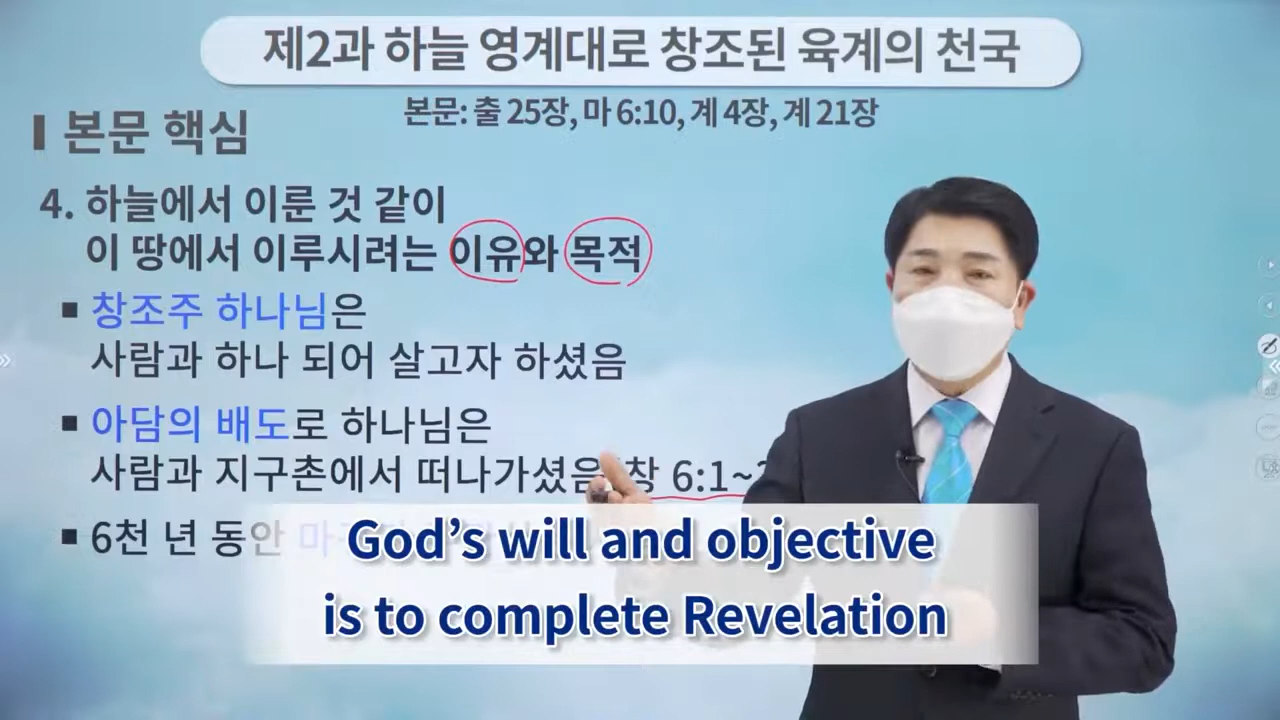 제2과 하늘 영계대로 창조된 육계의 천국
본문: 출 25장, 마 6:10, 계 4장, 계 21장
본문 핵심
4. 하늘에서 이룬 것 같이
이 땅에서 이루시려는 이유와 목적
■ 창조주 하나님은
사람과 하나 되어 살고자 하셨음
■ 아담의 배도로 하나님은
사람과 지구촌에서 떠나가셨음(창 6:1~
■ 6천 년 동안
God's will and objective
is to complete Revelation